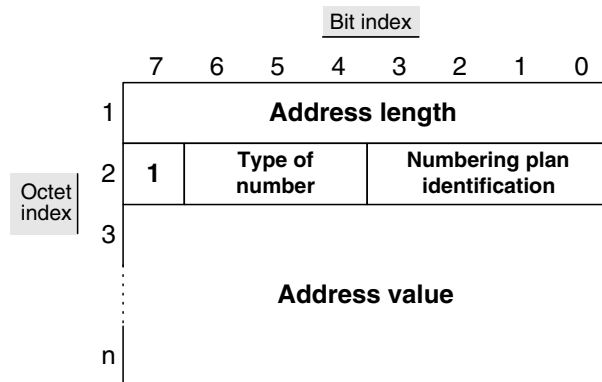 Bit index
7 6 5 4 3 2 1 0
1 Address length
2 1 Type of number Numbering plan identification
Octet index
3
Address value
n